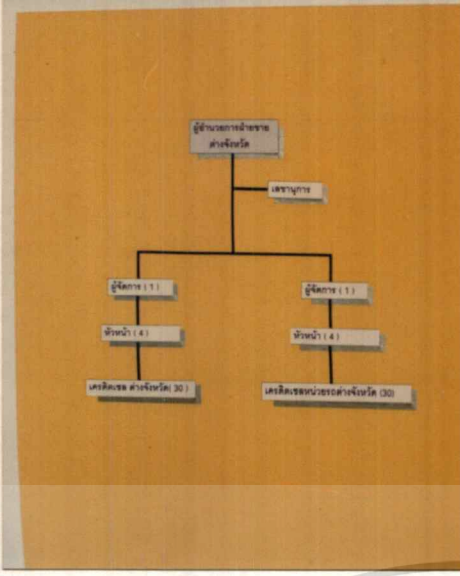 ผู้อำนวยการฝ่ายขาย
ต่างจังหวัด
เลขานุการ
ผู้จัดการ ( 1 )
ผู้จัดการ ( 1 )
หัวหน้า ( 4 )
หัวหน้า ( 4 )
เครดิตเซล ต่างจังหวัด( 30 )
เครดิตเซลหน่วยรถต่างจังหวัด (30)